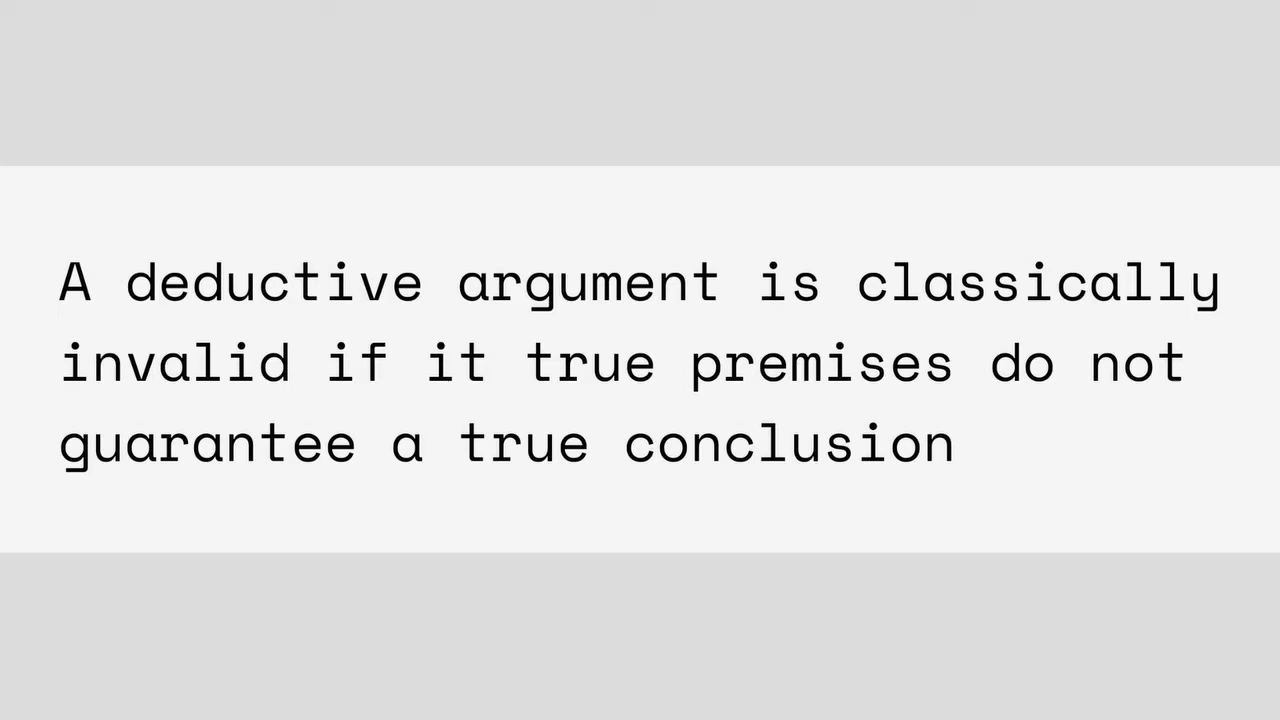 A deductive argument is classically
invalid if it true premises do not
guarantee a true conclusion